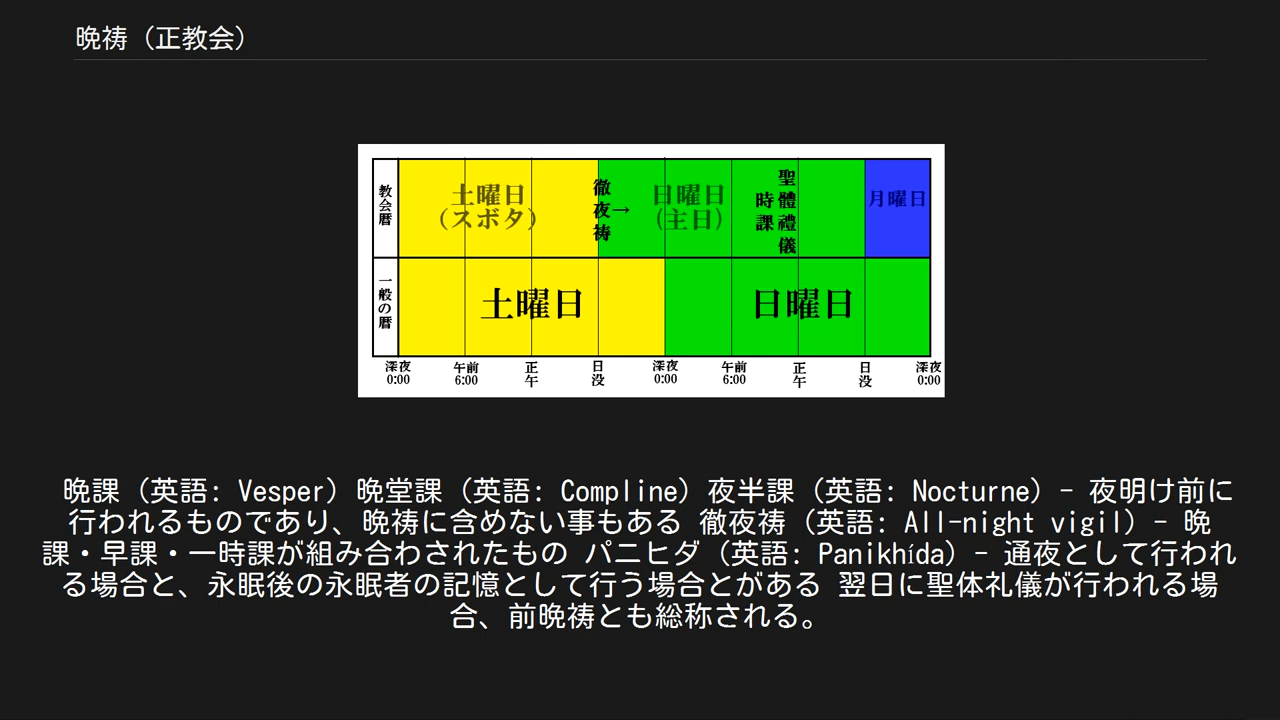 晩祷（正教会）
教会暦
土曜日
（スボタ）
徹夜祷→
日曜日
（主日）
時課
聖體禮儀
月曜日
一般の暦
土曜日
日曜日
深夜 午前 正午 日没 深夜 午前 正午 日没 深夜
0:00 6:00 0:00 6:00 0:00
晩課（英語: Vesper）晩堂課（英語: Compline）夜半課（英語: Nocturne）- 夜明け前に
行われるものであり、晩祷に含めない事もある 徹夜祷（英語: All-night vigil）- 晩
課・早課・一時課が組み合わされたもの パニヒダ（英語: Panikhída）- 通夜として行われ
る場合と、永眠後の永眠者の記憶として行う場合とがある 翌日に聖体礼儀が行われる場
合、前晩祷とも総称される。